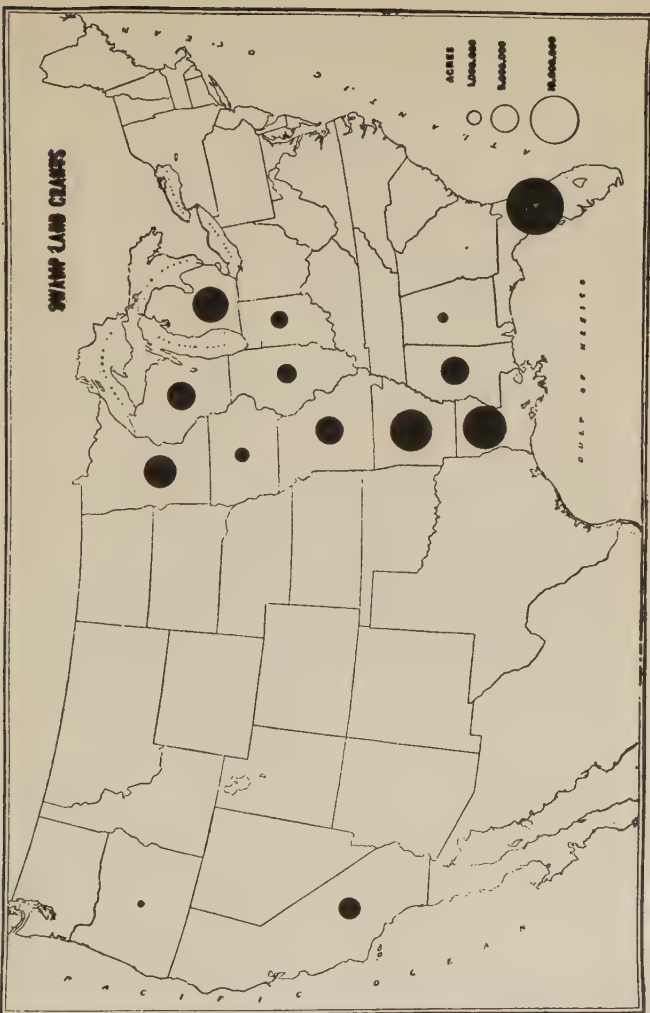 SWAMP LAND GRANTS
ACRES
1,000,000
5,000,000
10,000,000
ATLANTIC OCEAN
GULF OF MEXICO
PACIFIC OCEAN